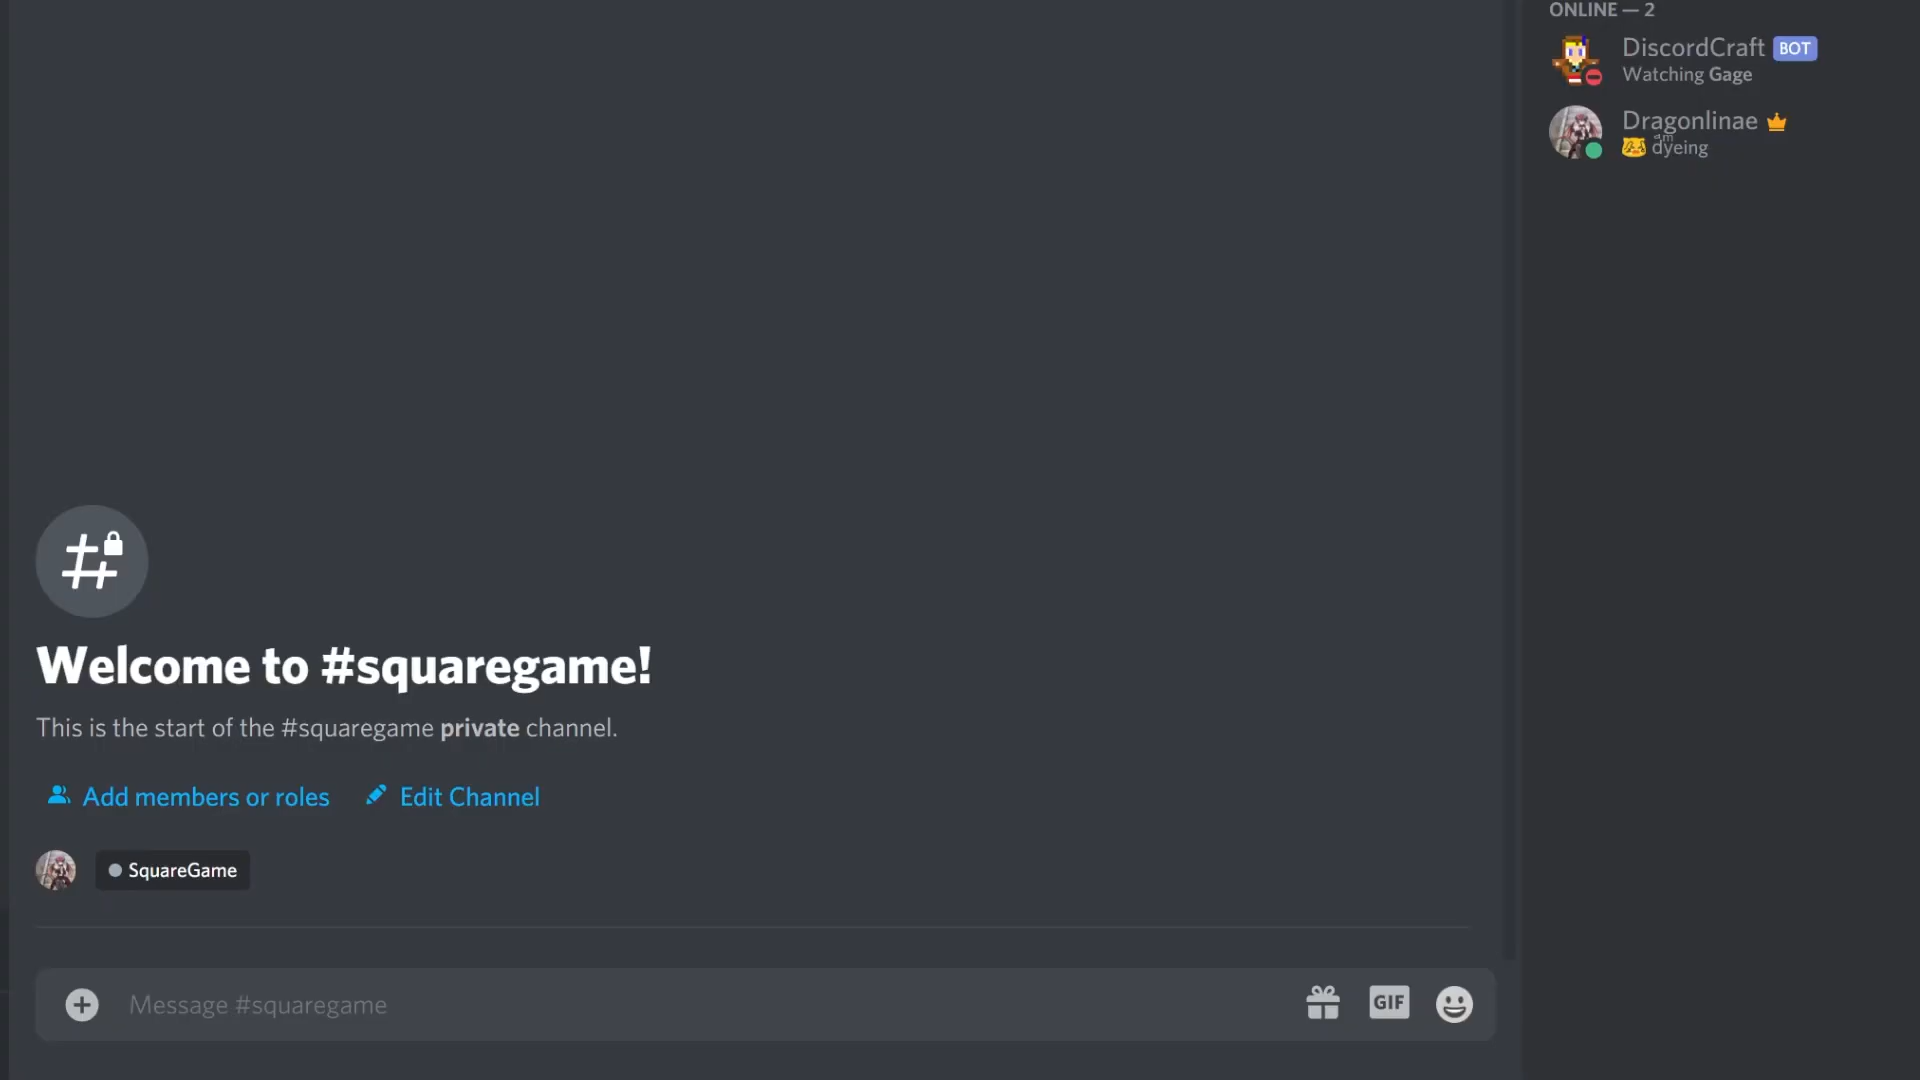 ONLINE — 2
DiscordCraft BOT
Watching Gage
Dragonlinae
am
dyeing
Welcome to #squaregame!
This is the start of the #squaregame private channel.
Add members or roles Edit Channel
SquareGame
Message #squaregame GIF